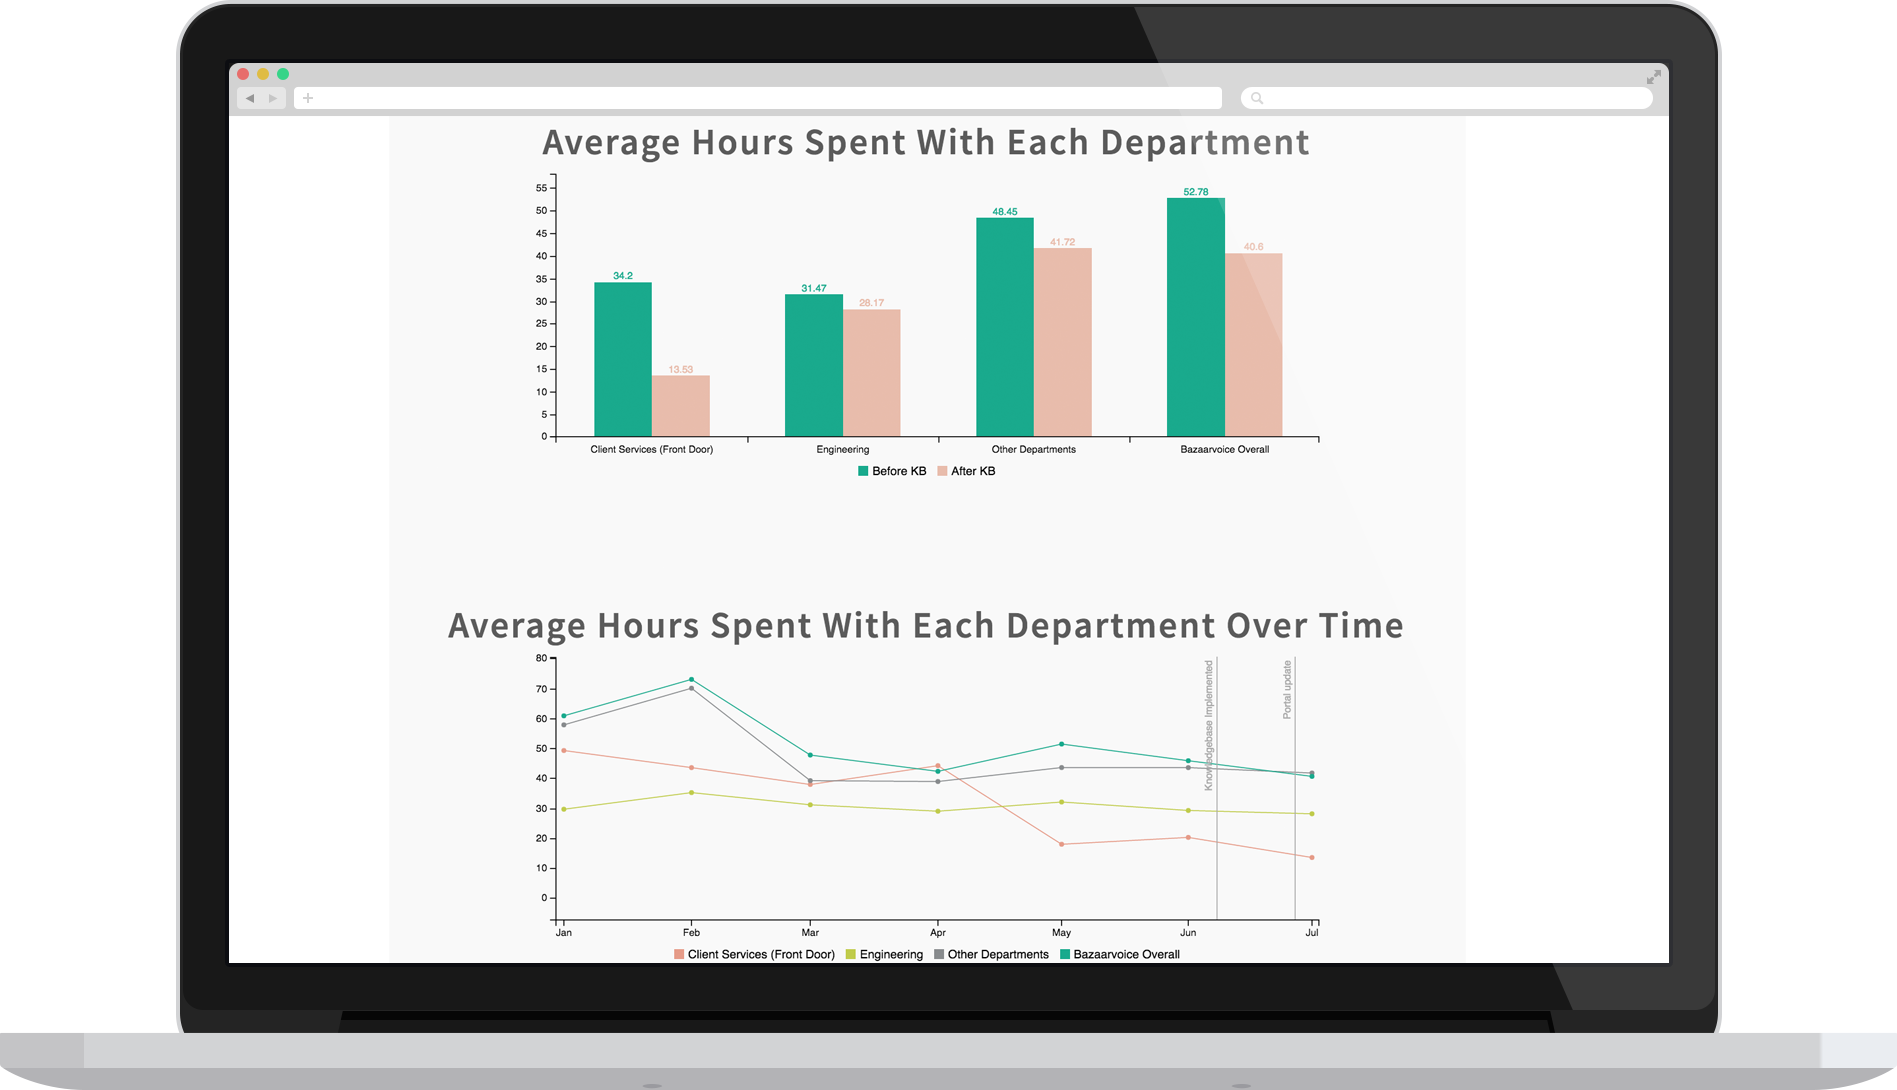 Average Hours Spent With Each Department
55
50
45
40
35
30
25
20
15
10
5
0
34.2
13.53
31.47
28.17
48.45
41.72
52.78
40.6
Client Services (Front Door)
Engineering
Other Departments
Bazaarvoice Overall
Before KB
After KB
Average Hours Spent With Each Department Over Time
80
70
60
50
40
30
20
10
0
Knowledgebase Implemented
Portal update
Jan
Feb
Mar
Apr
May
Jun
Jul
Client Services (Front Door)
Engineering
Other Departments
Bazaarvoice Overall